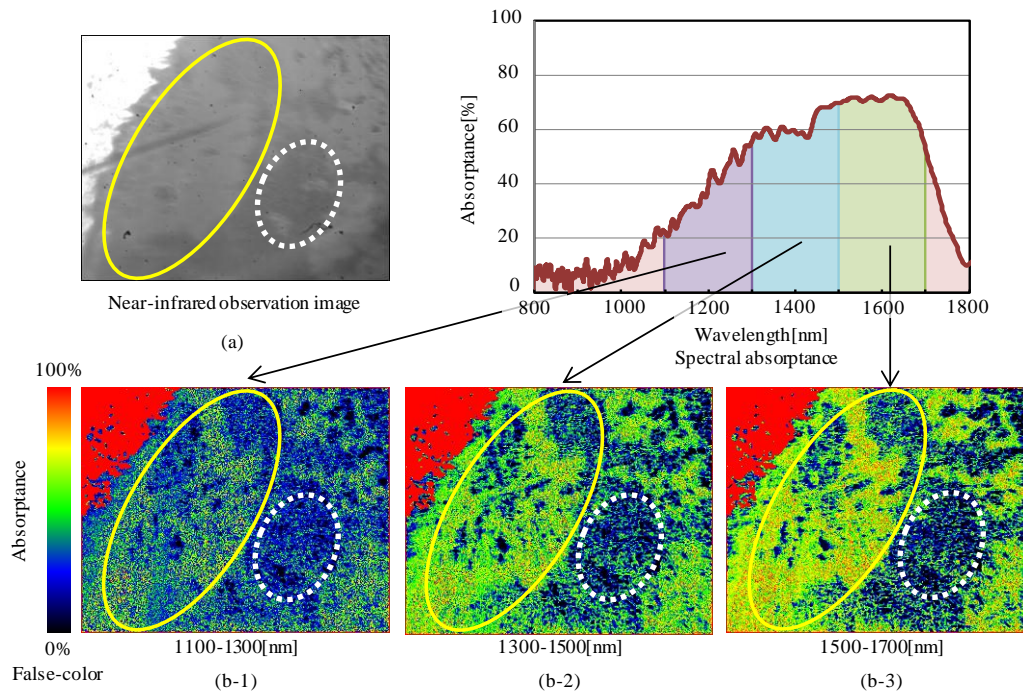 Near-infrared observation image
(a)
100
80
60
40
20
0
Absorptance[%]
800
1000
1200
1400
1600
1800
Wavelength[nm]
Spectral absorptance
100%
Absorptance
0%
False-color
1100-1300[nm]
(b-1)
1300-1500[nm]
(b-2)
1500-1700[nm]
(b-3)